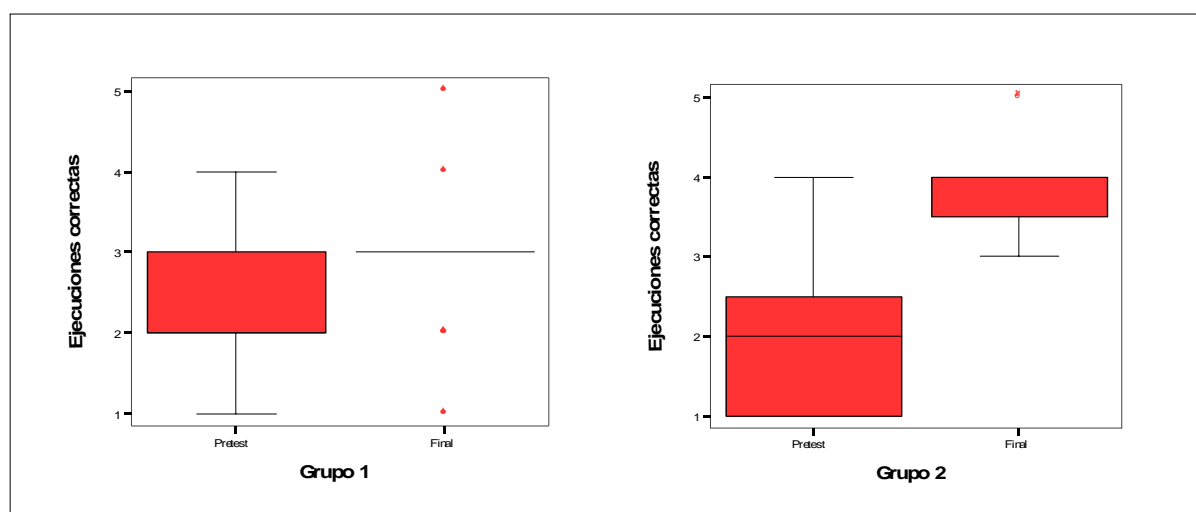 Ejecuciones correctas
5
4
3
2
1
Pretest
Final
Grupo 1
Ejecuciones correctas
5
4
3
2
1
Pretest
Final
Grupo 2